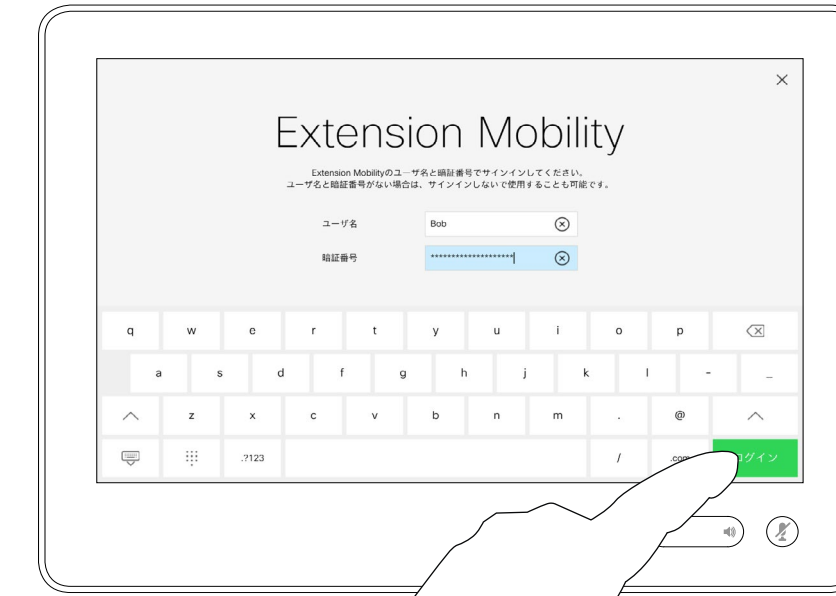 Extension Mobility
Extension Mobilityのユーザ名と暗証番号でサインインしてください。
ユーザ名と暗証番号がない場合は、サインインしないで使用することも可能です。
ユーザ名 Bob
暗証番号 ********************
q w e r t y u i o p
a s d f g h j k l - _
z x c v b n m . @
.?123 / .com ログイン